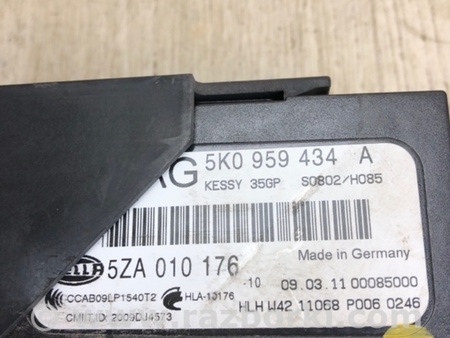 AG 5K0 959 434 A
KESSY 35GP S0802/H085
HELLA 5ZA 010 176 -10
Made in Germany
09.03.11 00085000
CCAB09LP1540T2 HLA-13176
HLH W42 11068 P006 0246
CMIIT ID: 2009DJ4573